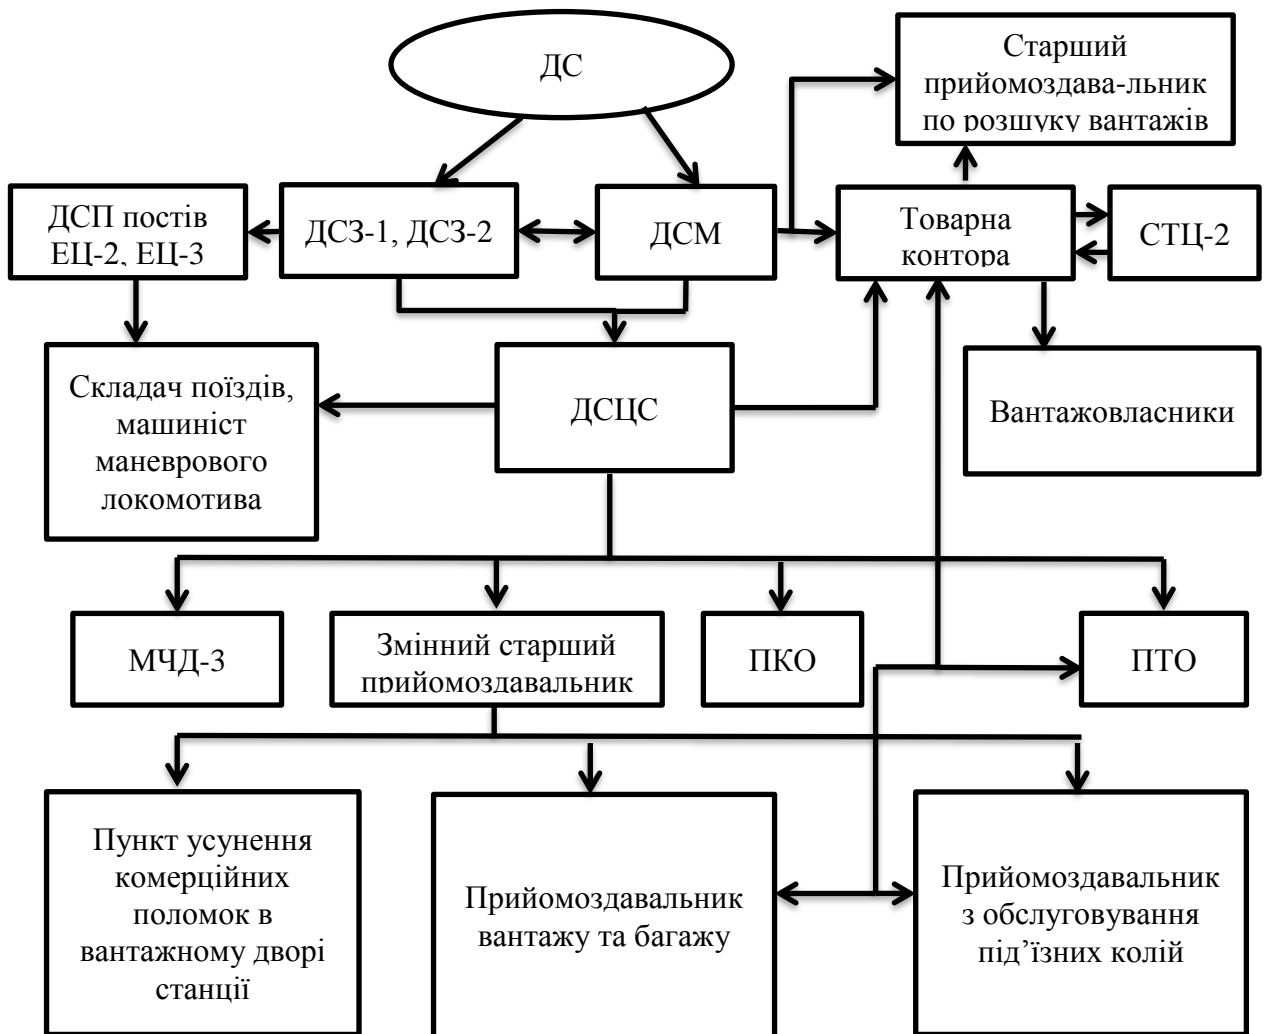 ДС
Старший
прийомоздава-льник
по розшуку вантажів
ДСП постів
ЕЦ-2, ЕЦ-3
ДСЗ-1, ДСЗ-2
ДСМ
Товарна
контора
СТЦ-2
Складач поїздів,
машиніст
маневрового
локомотива
ДСЦС
Вантажовласники
МЧД-3
Змінний старший
прийомоздавальник
ПКО
ПТО
Пункт усунення
комерційних
поломок в
вантажному дворі
станції
Прийомоздавальник
вантажу та багажу
Прийомоздавальник
з обслуговування
під’їзних колій